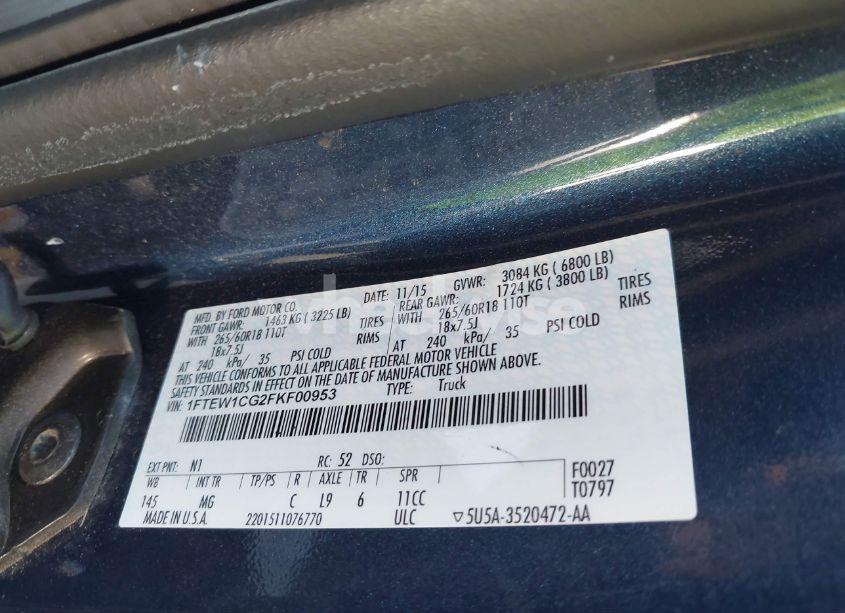 MFD. BY FORD MOTOR CO.
DATE: 11/15 GVWR: 3084 KG ( 6800 LB)
FRONT GAWR: 1463 KG ( 3225 LB) REAR GAWR: 1724 KG ( 3800 LB)
WITH 265/60R18 110T TIRES WITH 265/60R18 110T TIRES
18x7.5J RIMS 18x7.5J RIMS
AT 240 kPa/ 35 PSI COLD AT 240 kPa/ 35 PSI COLD
THIS VEHICLE CONFORMS TO ALL APPLICABLE FEDERAL MOTOR VEHICLE
SAFETY STANDARDS IN EFFECT ON THE DATE OF MANUFACTURE SHOWN ABOVE.
VIN: 1FTEW1CG2FKF00953 TYPE: Truck
EXT PNT: N1 RC: 52 DSO: F0027
WB INT TR TP/PS R AXLE TR SPR T0797
145 MG C L9 6 11CC
MADE IN U.S.A. 2201511076770 ULC ▽5U5A-3520472-AA